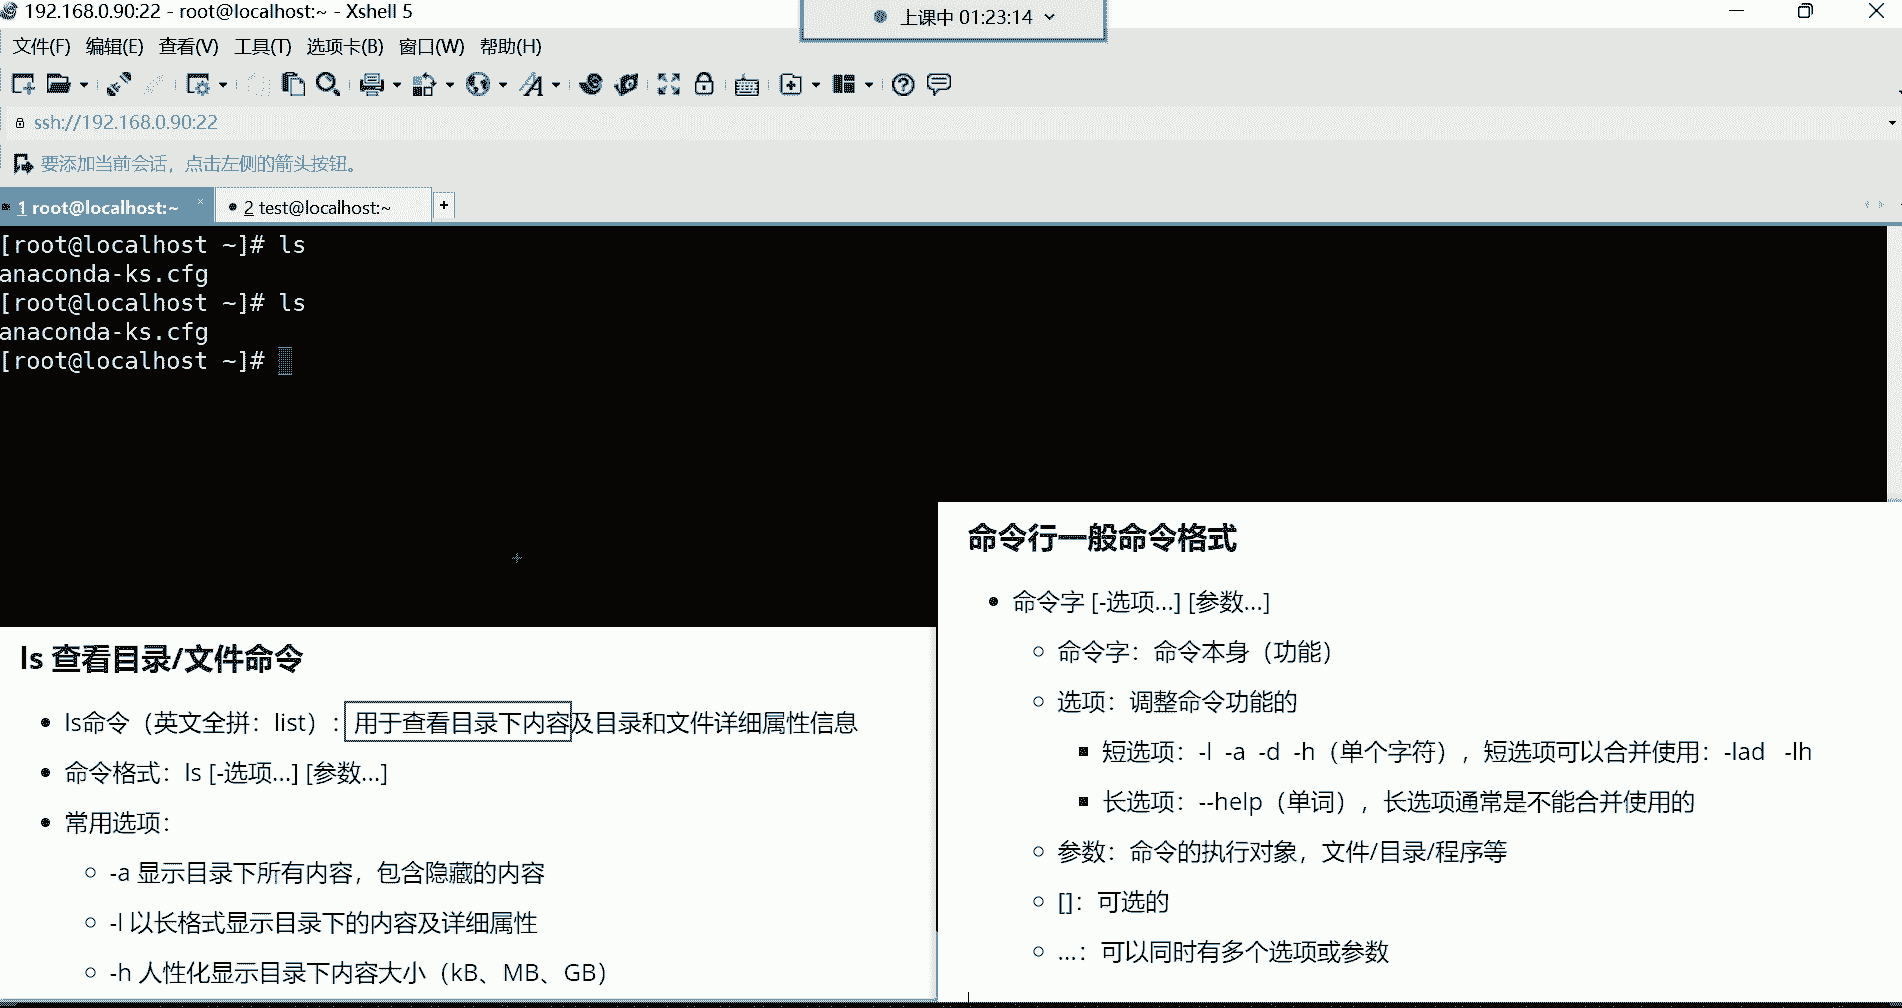 192.168.0.90:22 - root@localhost:~ - Xshell 5
上课中 01:23:14
文件(F) 编辑(E) 查看(V) 工具(T) 选项卡(B) 窗口(W) 帮助(H)
ssh://192.168.0.90:22
要添加当前会话，点击左侧的箭头按钮。
1 root@localhost:~ 2 test@localhost:~
[root@localhost ~]# ls
anaconda-ks.cfg
[root@localhost ~]# ls
anaconda-ks.cfg
[root@localhost ~]#
ls 查看目录/文件命令
ls命令（英文全拼：list）: 用于查看目录下内容及目录和文件详细属性信息
命令格式：ls [-选项...] [参数...]
常用选项：
-a 显示目录下所有内容，包含隐藏的内容
-l 以长格式显示目录下的内容及详细属性
-h 人性化显示目录下内容大小（kB、MB、GB）
命令行一般命令格式
命令字 [-选项...] [参数...]
命令字：命令本身（功能）
选项：调整命令功能的
短选项：-l -a -d -h（单个字符），短选项可以合并使用：-lad -lh
长选项：--help（单词），长选项通常是不能合并使用的
参数：命令的执行对象，文件/目录/程序等
[]：可选的
...：可以同时有多个选项或参数